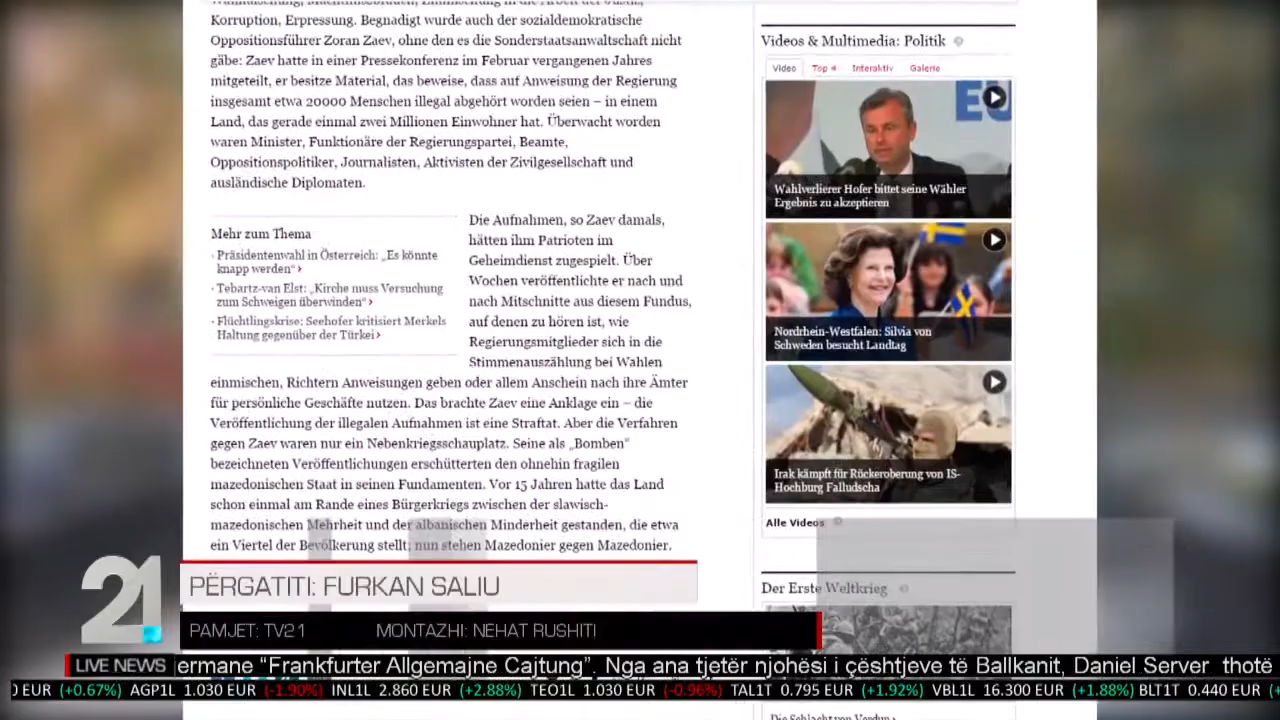 Wahlfälschung, Machtmissbrauch, Einmischung in die Arbeit der Justiz,
Korruption, Erpressung. Begnadigt wurde auch der sozialdemokratische
Oppositionsführer Zoran Zaev, ohne den es die Sonderstaatsanwaltschaft nicht
gäbe: Zaev hatte in einer Pressekonferenz im Februar vergangenen Jahres
mitgeteilt, er besitze Material, das beweise, dass auf Anweisung der Regierung
insgesamt etwa 20000 Menschen illegal abgehört worden seien – in einem
Land, das gerade einmal zwei Millionen Einwohner hat. Überwacht worden
waren Minister, Funktionäre der Regierungspartei, Beamte,
Oppositionspolitiker, Journalisten, Aktivisten der Zivilgesellschaft und
ausländische Diplomaten.
Mehr zum Thema
Präsidentenwahl in Österreich: „Es könnte
knapp werden“
Tebartz-van Elst: „Kirche muss Versuchung
zum Schweigen überwinden“
Flüchtlingskrise: Seehofer kritisiert Merkels
Haltung gegenüber der Türkei
Die Aufnahmen, so Zaev damals,
hätten ihm Patrioten im
Geheimdienst zugespielt. Über
Wochen veröffentlichte er nach und
nach Mitschnitte aus diesem Fundus,
auf denen zu hören ist, wie
Regierungsmitglieder sich in die
Stimmenauszählung bei Wahlen
einmischen, Richtern Anweisungen geben oder allem Anschein nach ihre Ämter
für persönliche Geschäfte nutzen. Das brachte Zaev eine Anklage ein – die
Veröffentlichung der illegalen Aufnahmen ist eine Straftat. Aber die Verfahren
gegen Zaev waren nur ein Nebenkriegsschauplatz. Seine als „Bomben“
bezeichneten Veröffentlichungen erschütterten den ohnehin fragilen
mazedonischen Staat in seinen Fundamenten. Vor 15 Jahren hatte das Land
schon einmal am Rande eines Bürgerkriegs zwischen der slawisch-
mazedonischen Mehrheit und der albanischen Minderheit gestanden, die etwa
ein Viertel der Bevölkerung stellt; nun stehen Mazedonier gegen Mazedonier.
Videos & Multimedia: Politik
Video Top Interaktiv Galerie
EU
Wahlverlierer Hofer bittet seine Wähler
Ergebnis zu akzeptieren
Nordrhein-Westfalen: Silvia von
Schweden besucht Landtag
Irak kämpft für Rückeroberung von IS-
Hochburg Falludscha
Alle Videos
Der Erste Weltkrieg
21
PËRGATITI: FURKAN SALIU
PAMJET: TV21 MONTAZHI: NEHAT RUSHITI
LIVE NEWS ermane “Frankfurter Allgemajne Cajtung”. Nga ana tjetër njohësi i çështjeve të Ballkanit, Daniel Server thotë
EUR (+0.67%) AGP1L 1.030 EUR (-1.90%) INL1L 2.860 EUR (+2.88%) TEO1L 1.030 EUR (-0.96%) TAL1T 0.795 EUR (+1.92%) VBL1L 16.300 EUR (+1.88%) BLT1T 0.440 EUR
Die Schlacht von Verdun